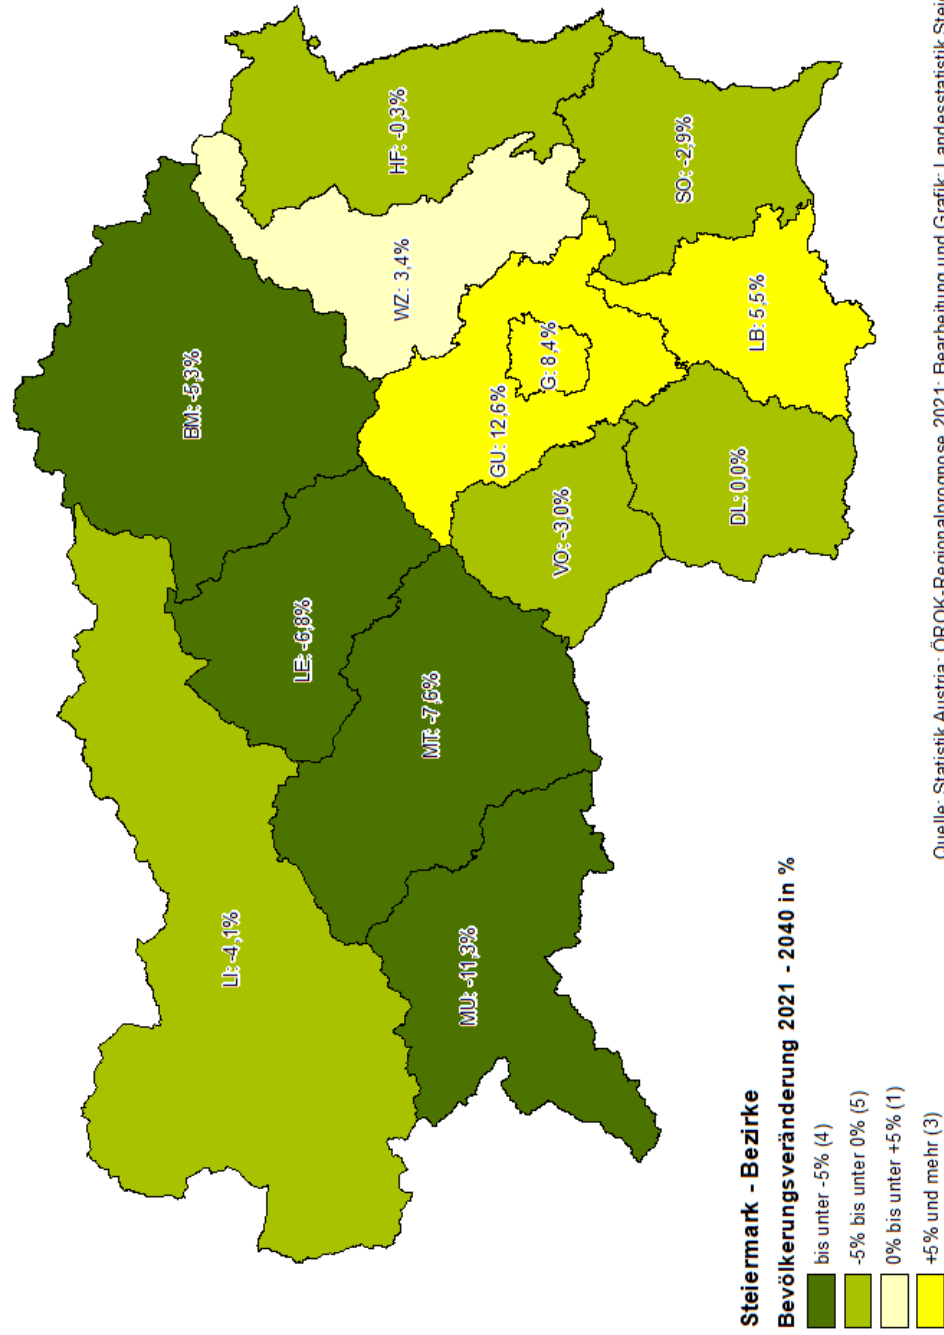 BM: -5,3%
LI: -4,1%
LE: -6,8%
HF: -0,3%
WZ: 3,4%
MT: -7,6%
MU: -11,3%
GU: 12,6%
G: 8,4%
VO: -3,0%
SO: -2,9%
LB: 5,5%
DL: 0,0%
Steiermark - Bezirke
Bevölkerungsveränderung 2021 - 2040 in %
bis unter -5% (4)
-5% bis unter 0% (5)
0% bis unter +5% (1)
+5% und mehr (3)
Quelle: Statistik Austria: ÖROK-Regionalprognose 2021; Bearbeitung und Grafik: Landesstatistik